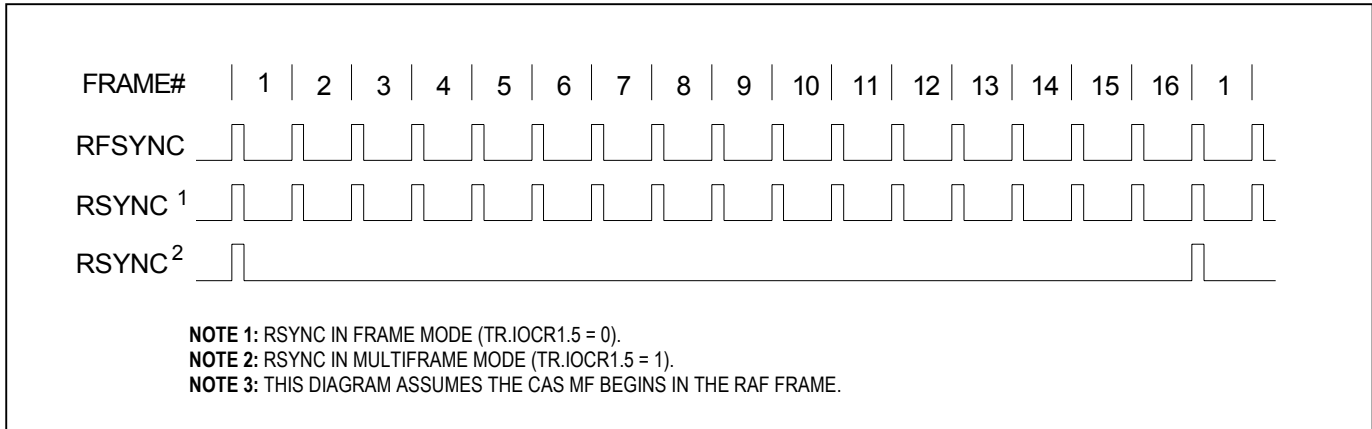 FRAME# 1 2 3 4 5 6 7 8 9 10 11 12 13 14 15 16 1
RFSYNC
RSYNC 1
RSYNC 2
NOTE 1: RSYNC IN FRAME MODE (TR.IOCR1.5 = 0).
NOTE 2: RSYNC IN MULTIFRAME MODE (TR.IOCR1.5 = 1).
NOTE 3: THIS DIAGRAM ASSUMES THE CAS MF BEGINS IN THE RAF FRAME.